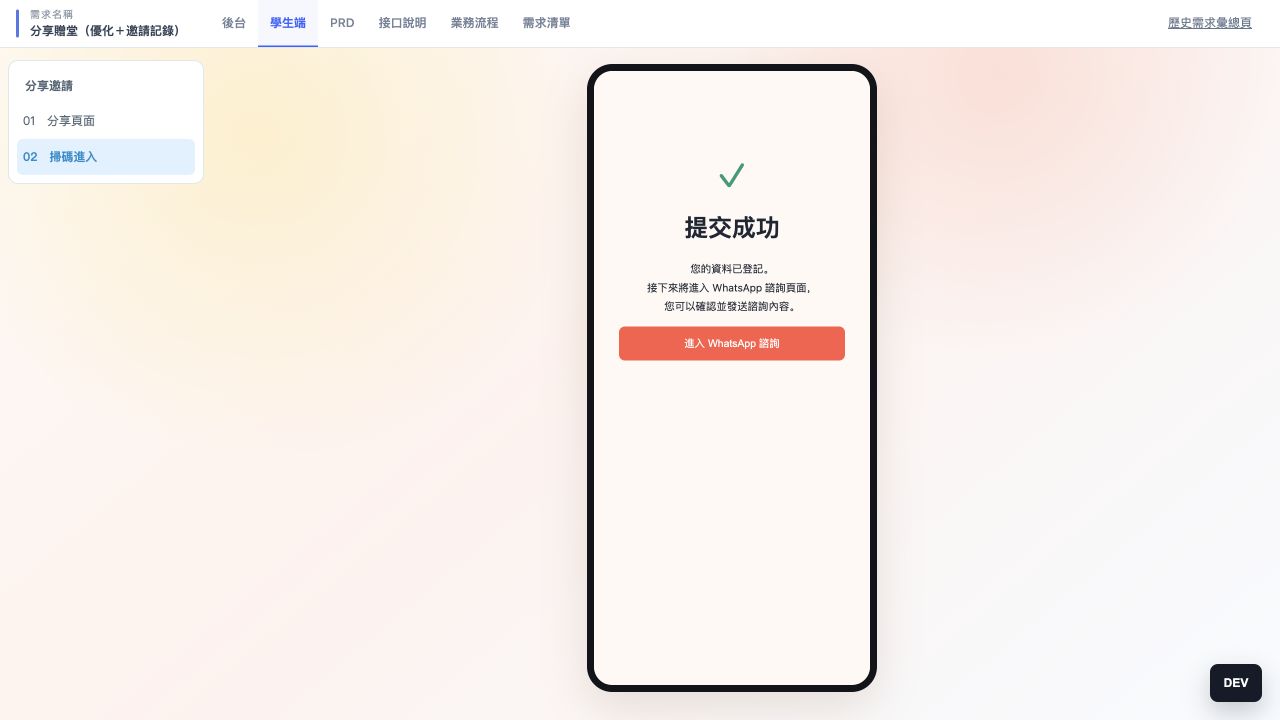 需求名稱
分享贈堂（優化＋邀請記錄）
後台
學生端
PRD
接口說明
業務流程
需求清單
歷史需求彙總頁
分享邀請
01 分享頁面
02 掃碼進入
提交成功
您的資料已登記。
接下來將進入 WhatsApp 諮詢頁面，
您可以確認並發送諮詢內容。
進入 WhatsApp 諮詢
DEV